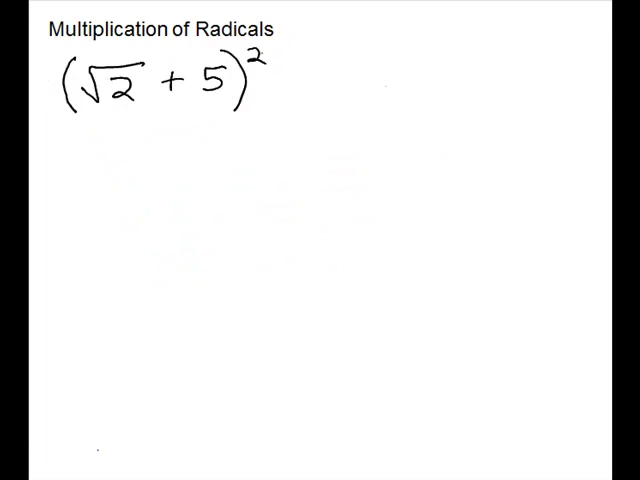 Multiplication of Radicals
(√2 + 5)²